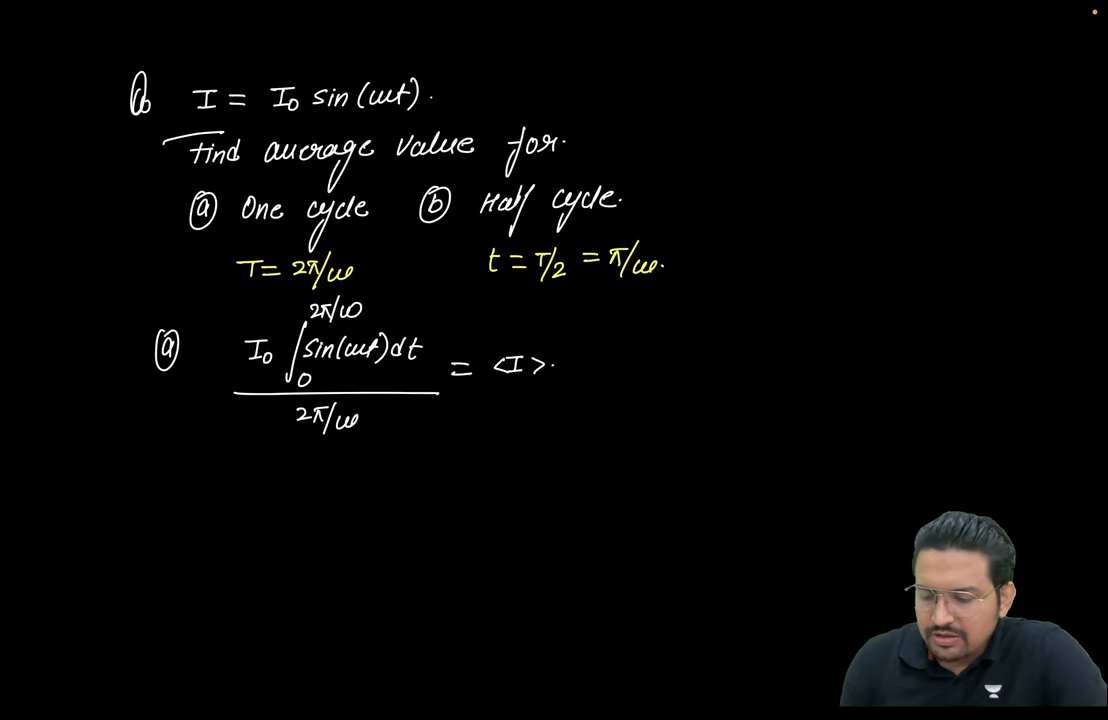 Q. I = I₀ sin(ωt).
Find average value for.
ⓐ One cycle ⓑ Half cycle.
T = 2π/ω t = T/2 = π/ω.
2π/ω
ⓐ I₀ ∫ sin(ωt)dt = <I>.
0
2π/ω